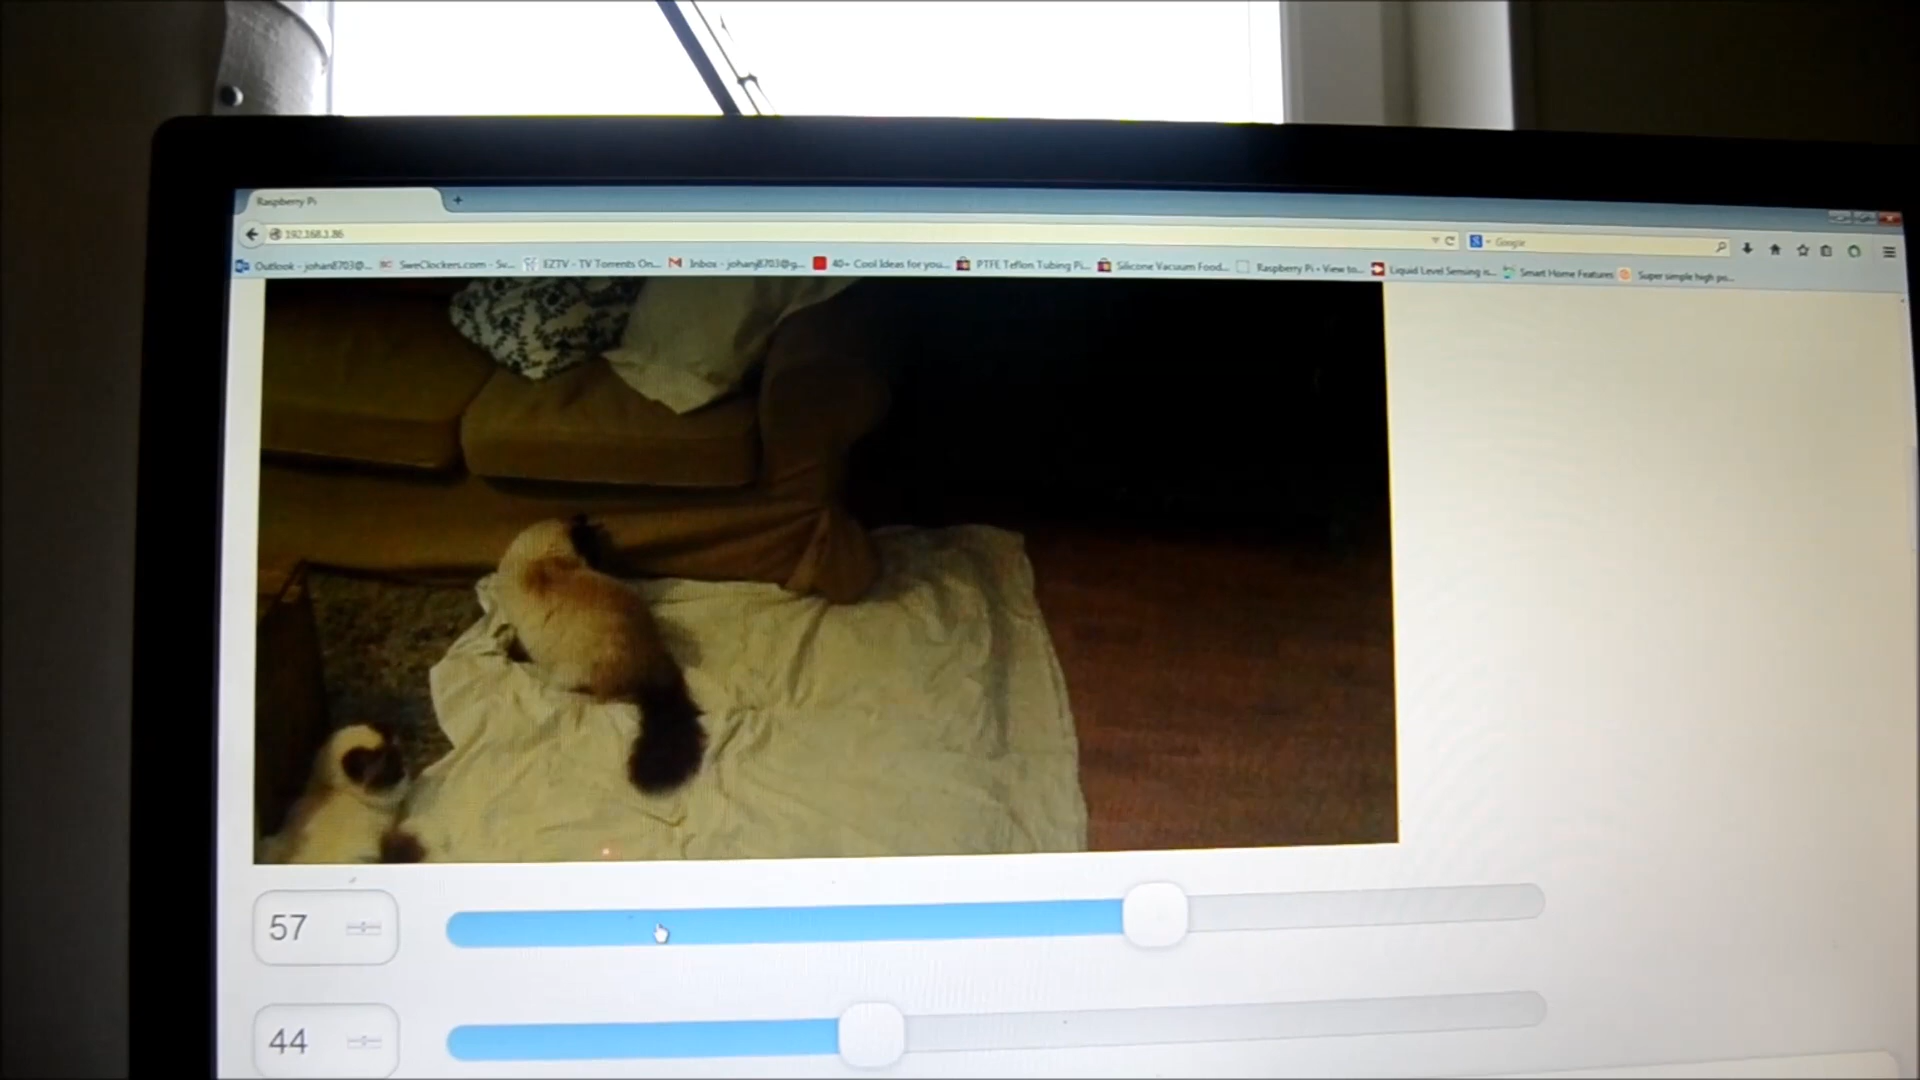 Raspberry Pi
192.168.1.86
Google
Outlook - johan8703@... SweClockers.com - Sv... EZTV - TV Torrents On... Inbox - johanj8703@g... 40+ Cool Ideas for you... PTFE Teflon Tubing Pi... Silicone Vacuum Food... Raspberry Pi • View to... Liquid Level Sensing is... Smart Home Features Super simple high po...
57
44